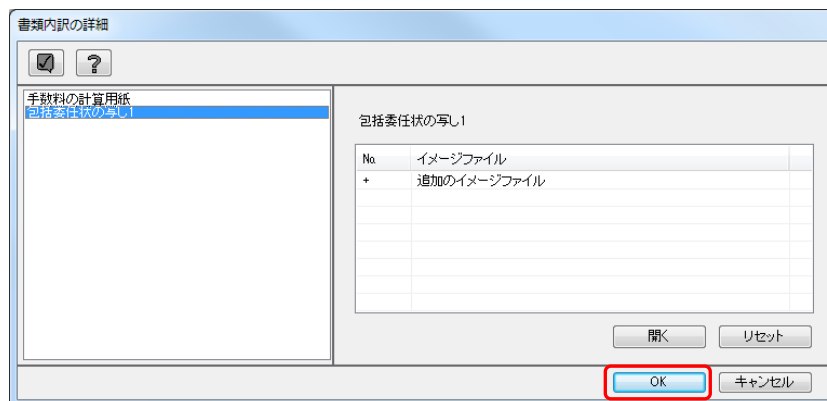 書類内訳の詳細
手数料の計算用紙
包括委任状の写し1
包括委任状の写し1
No. イメージファイル
+ 追加のイメージファイル
開く リセット
OK キャンセル